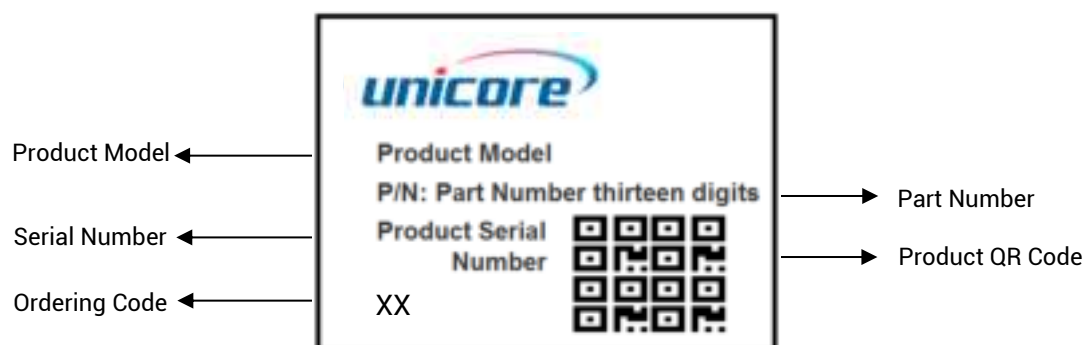 unicore
Product Model
Product Model
P/N: Part Number thirteen digits
Part Number
Serial Number
Product Serial
Number
Product QR Code
Ordering Code
XX